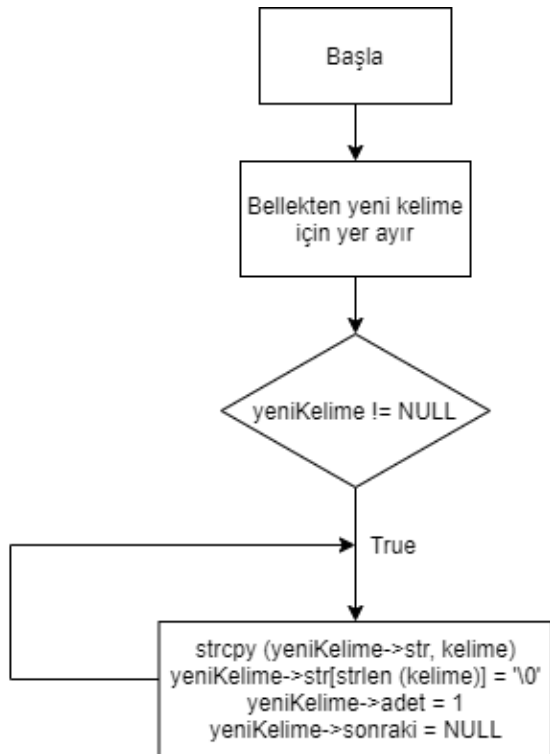 Başla
Bellekten yeni kelime
için yer ayır
yeniKelime != NULL
True
strcpy (yeniKelime->str, kelime)
yeniKelime->str[strlen (kelime)] = '\0'
yeniKelime->adet = 1
yeniKelime->sonraki = NULL